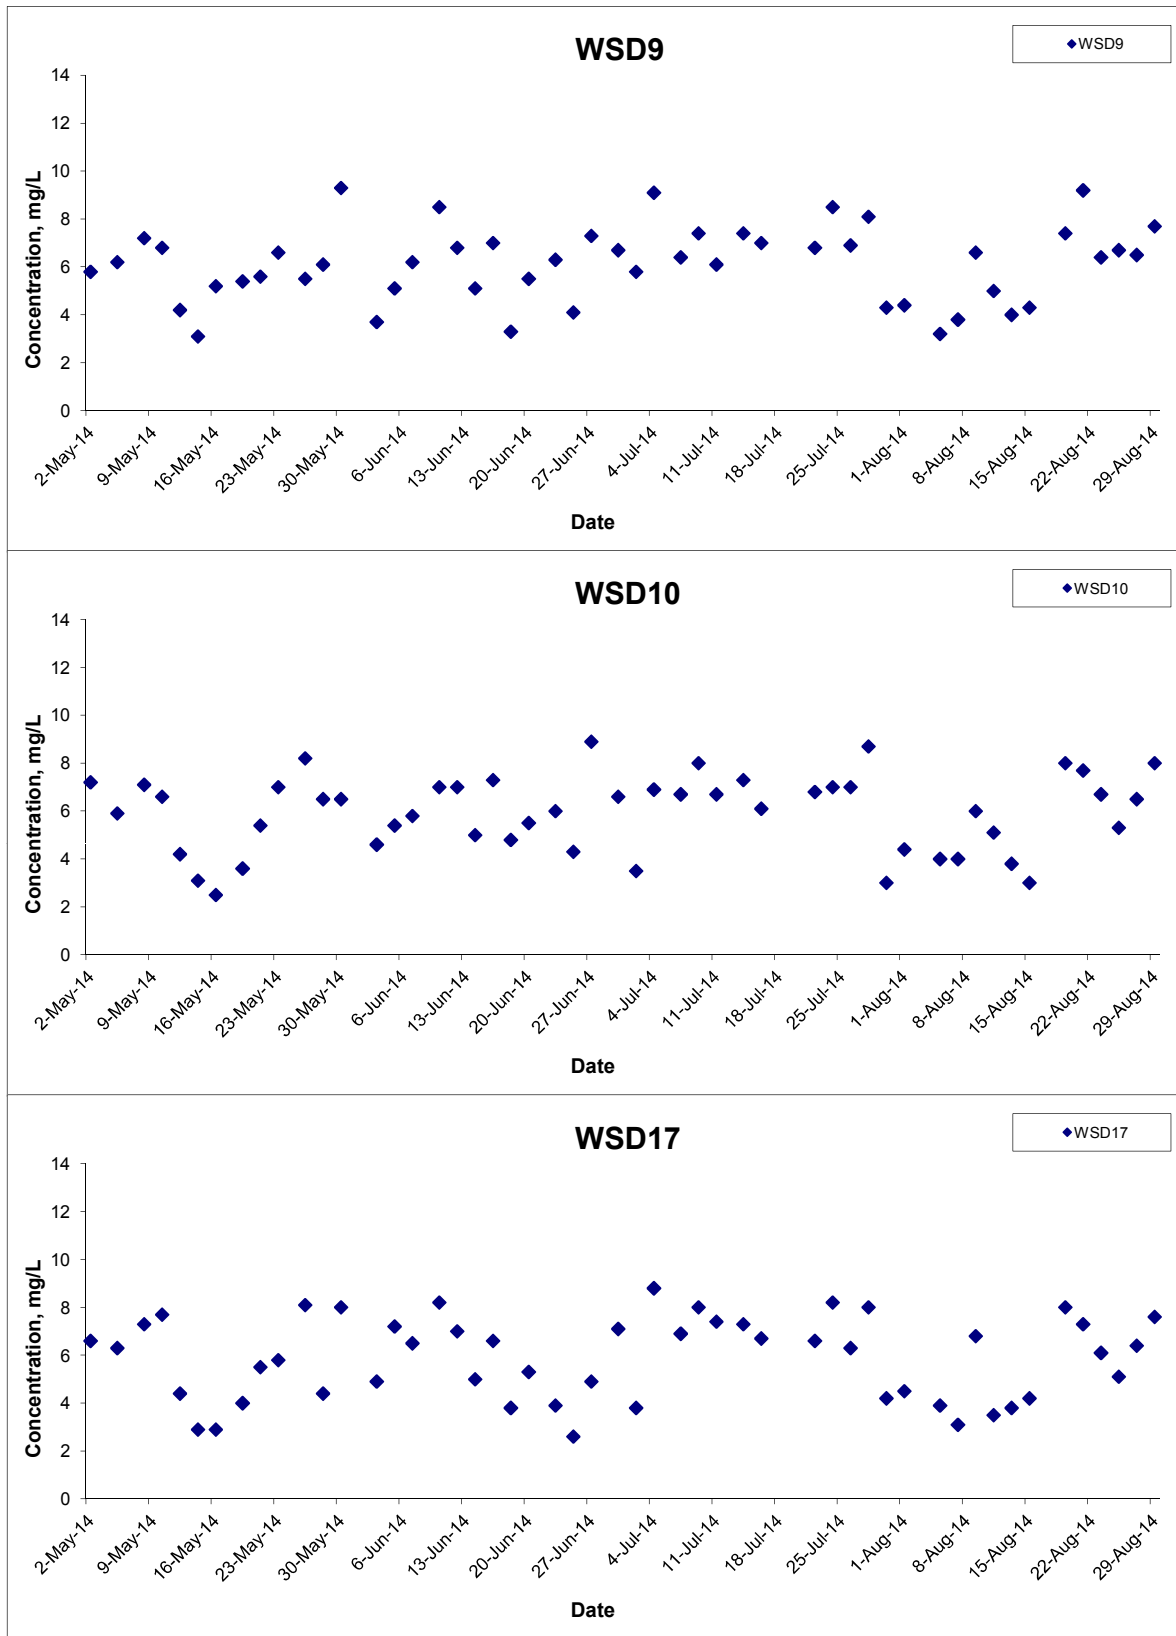 WSD9
WSD9
14
12
10
8
6
4
2
0
Concentration, mg/L
2-May-14
9-May-14
16-May-14
23-May-14
30-May-14
6-Jun-14
13-Jun-14
20-Jun-14
27-Jun-14
4-Jul-14
11-Jul-14
18-Jul-14
25-Jul-14
1-Aug-14
8-Aug-14
15-Aug-14
22-Aug-14
29-Aug-14
Date
WSD10
WSD10
14
12
10
8
6
4
2
0
Concentration, mg/L
2-May-14
9-May-14
16-May-14
23-May-14
30-May-14
6-Jun-14
13-Jun-14
20-Jun-14
27-Jun-14
4-Jul-14
11-Jul-14
18-Jul-14
25-Jul-14
1-Aug-14
8-Aug-14
15-Aug-14
22-Aug-14
29-Aug-14
Date
WSD17
WSD17
14
12
10
8
6
4
2
0
Concentration, mg/L
2-May-14
9-May-14
16-May-14
23-May-14
30-May-14
6-Jun-14
13-Jun-14
20-Jun-14
27-Jun-14
4-Jul-14
11-Jul-14
18-Jul-14
25-Jul-14
1-Aug-14
8-Aug-14
15-Aug-14
22-Aug-14
29-Aug-14
Date